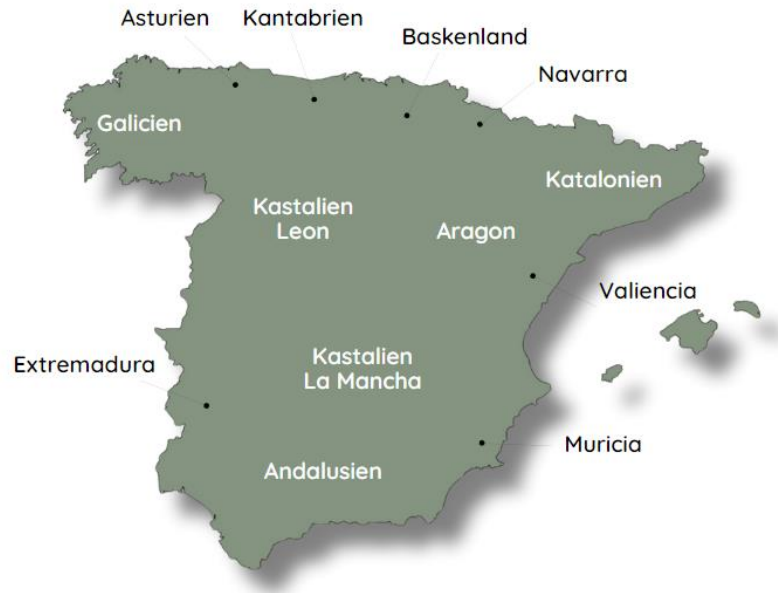 Asturien
Kantabrien
Baskenland
Navarra
Galicien
Katalonien
Kastalien
Leon
Aragon
Valiencia
Kastalien
La Mancha
Extremadura
Muricia
Andalusien